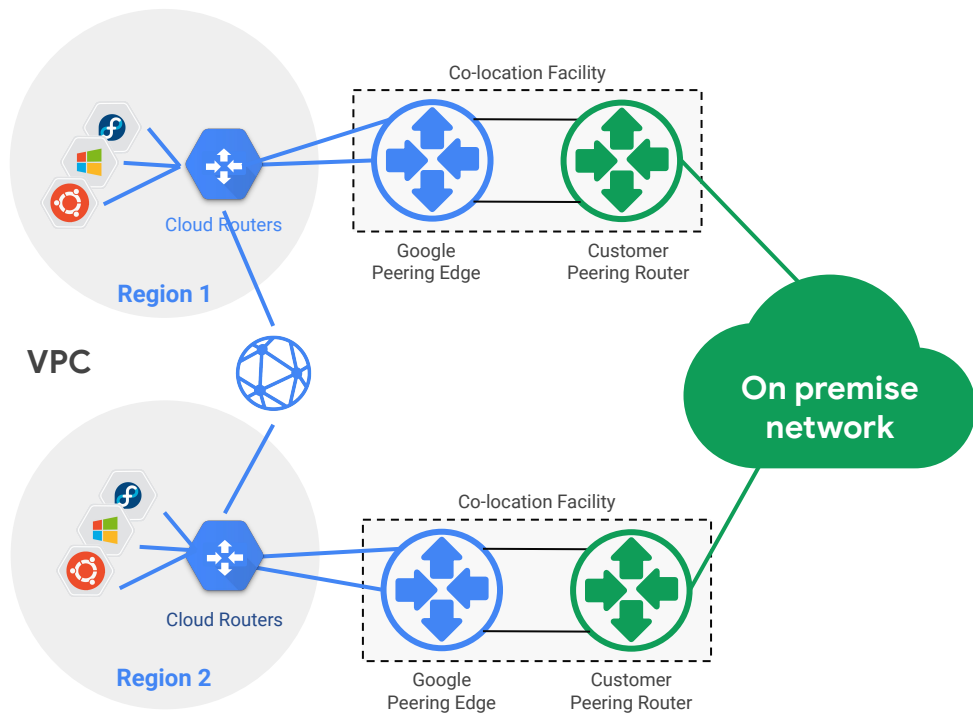 Co-location Facility
Cloud Routers
Google
Peering Edge
Customer
Peering Router
Region 1
VPC
On premise
network
Co-location Facility
Cloud Routers
Google
Peering Edge
Customer
Peering Router
Region 2